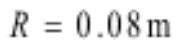 R = 0.08 m